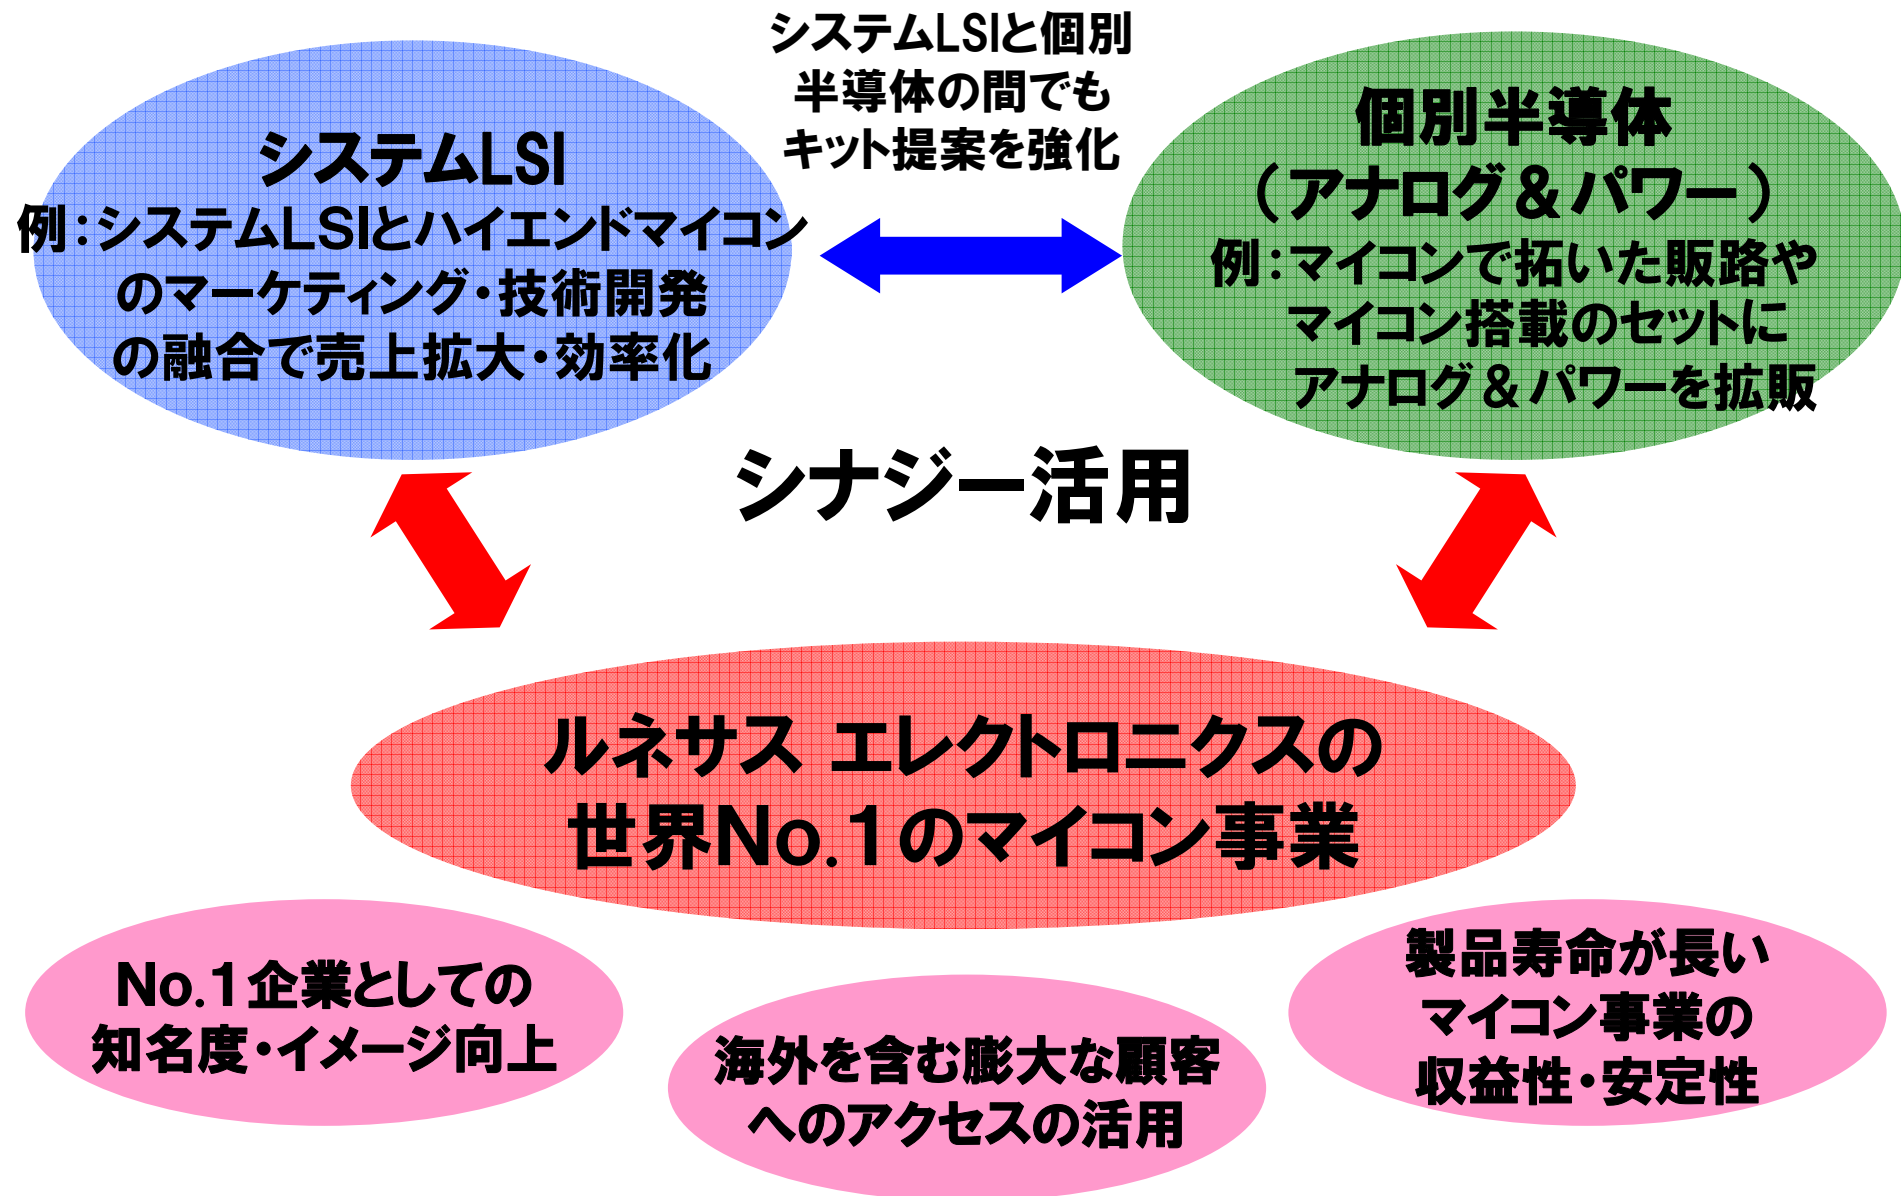 システムLSIと個別
半導体の間でも
キット提案を強化
システムLSI
例：システムLSIとハイエンドマイコン
のマーケティング・技術開発
の融合で売上拡大・効率化
個別半導体
（アナログ＆パワー）
例：マイコンで拓いた販路や
マイコン搭載のセットに
アナログ＆パワーを拡販
シナジー活用
ルネサス エレクトロニクスの
世界No.1のマイコン事業
No.1企業としての
知名度・イメージ向上
海外を含む膨大な顧客
へのアクセスの活用
製品寿命が長い
マイコン事業の
収益性・安定性